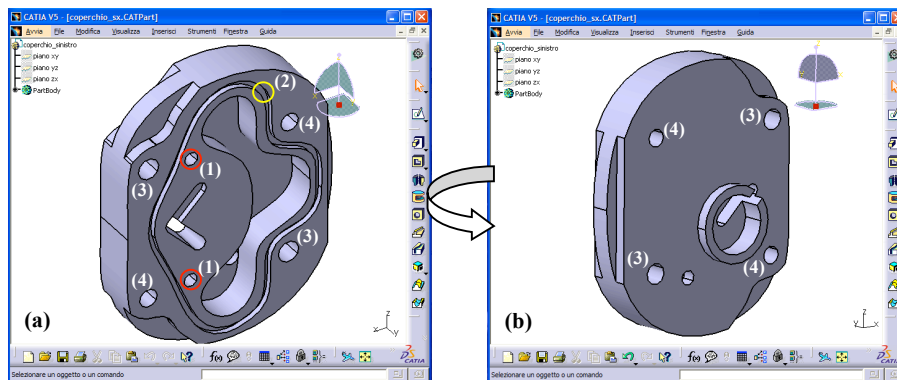 CATIA V5 - [coperchio_sx.CATPart]
Avvia File Modifica Visualizza Inserisci Strumenti Finestra Guida
coperchio_sinistro
piano xy
piano yz
piano zx
PartBody
(2)
(4)
(1)
(3)
(3)
(1)
(4)
(a)
z x y
f(x)
CATIA
Selezionare un oggetto o un comando
CATIA V5 - [coperchio_sx.CATPart]
Avvia File Modifica Visualizza Inserisci Strumenti Finestra Guida
coperchio_sinistro
piano xy
piano yz
piano zx
PartBody
(3)
(4)
(3)
(4)
(b)
y x
f(x)
CATIA
Selezionare un oggetto o un comando